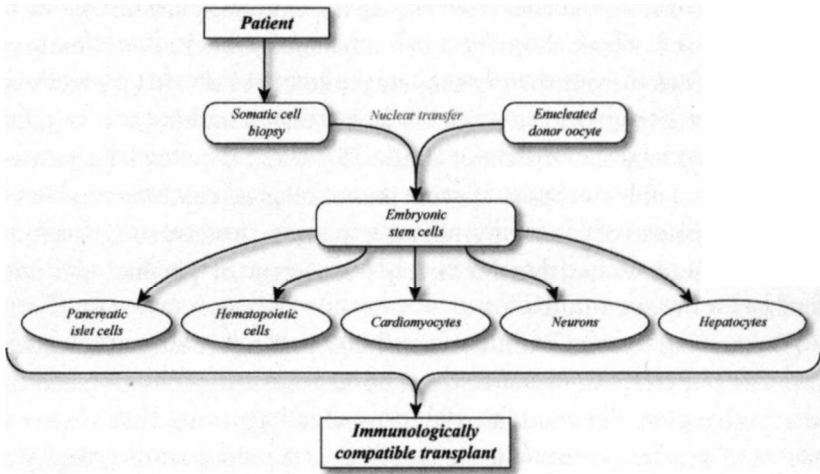 Patient
Somatic cell
biopsy
Nuclear transfer
Enucleated
donor oocyte
Embryonic
stem cells
Pancreatic
islet cells
Hematopoietic
cells
Cardiomyocytes
Neurons
Hepatocytes
Immunologically
compatible transplant